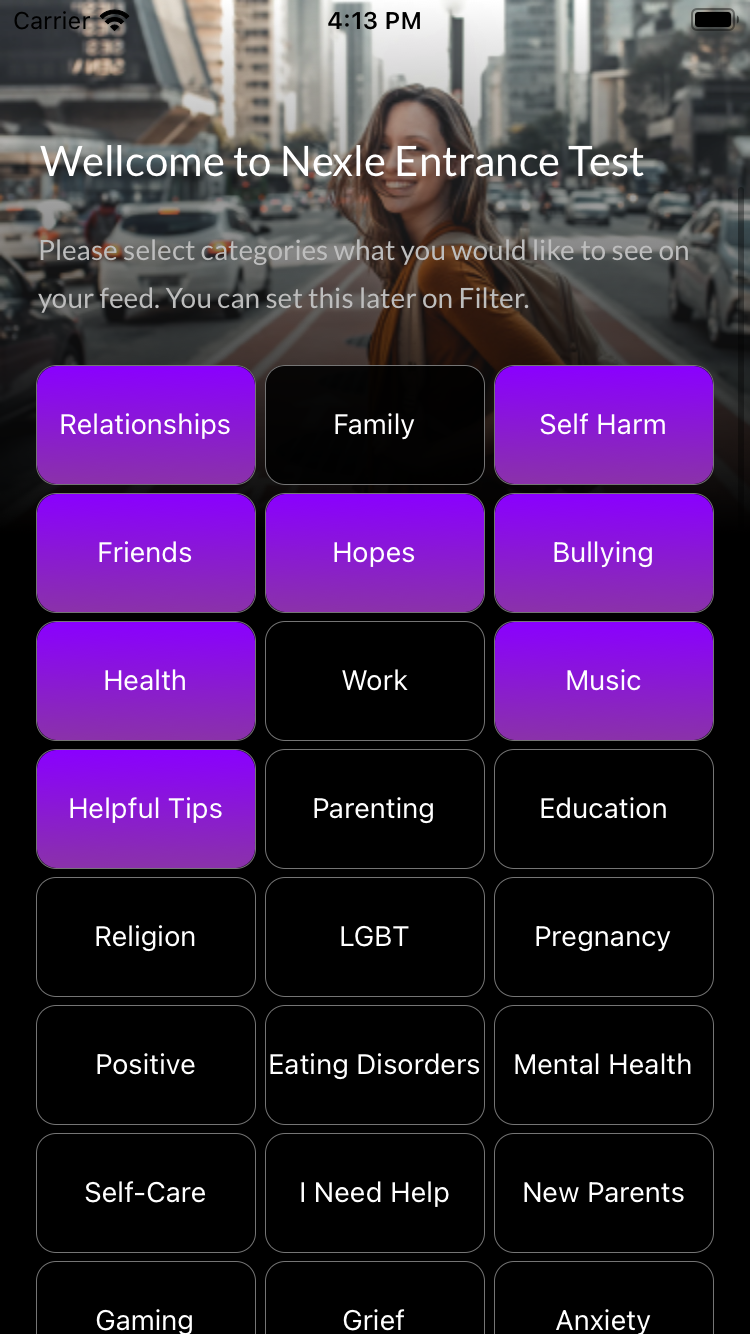 Carrier 4:13 PM
Wellcome to Nexle Entrance Test
Please select categories what you would like to see on
your feed. You can set this later on Filter.
Relationships Family Self Harm
Friends Hopes Bullying
Health Work Music
Helpful Tips Parenting Education
Religion LGBT Pregnancy
Positive Eating Disorders Mental Health
Self-Care I Need Help New Parents
Gaming Grief Anxiety